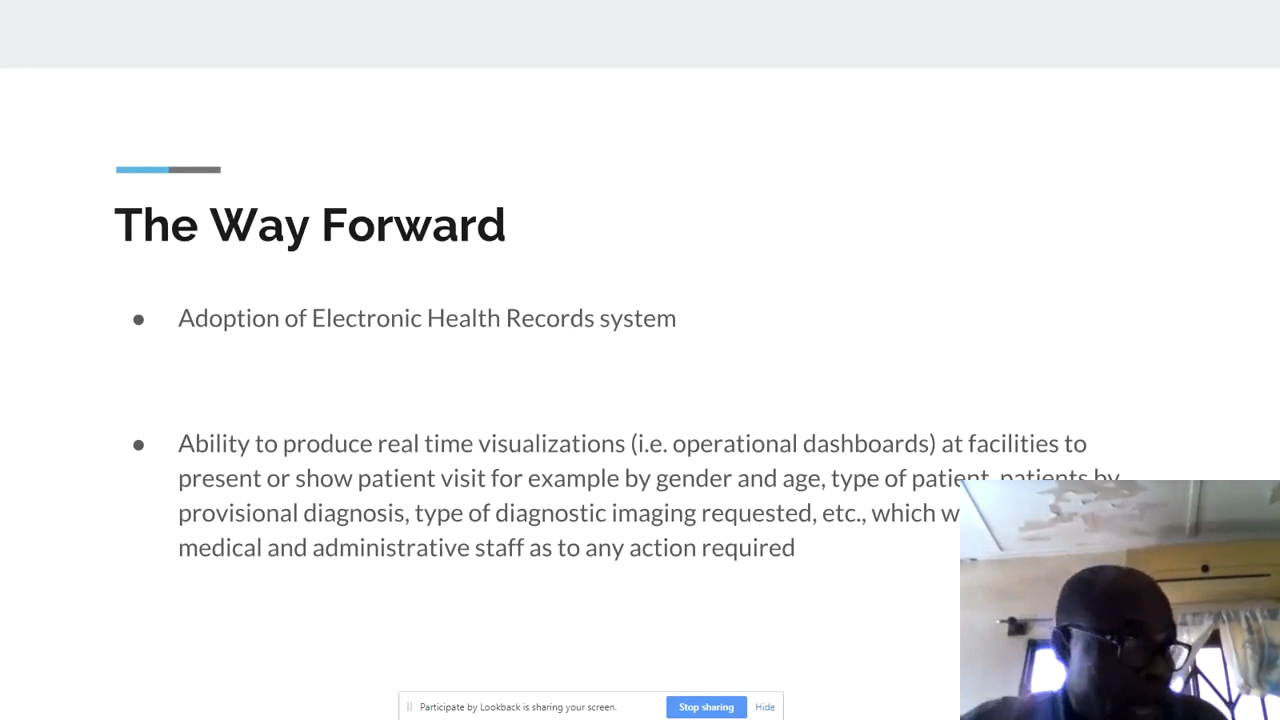 The Way Forward
● Adoption of Electronic Health Records system
● Ability to produce real time visualizations (i.e. operational dashboards) at facilities to
present or show patient visit for example by gender and age, type of patient, patients by
provisional diagnosis, type of diagnostic imaging requested, etc., which
medical and administrative staff as to any action required
Participate by Lookback is sharing your screen. Stop sharing Hide